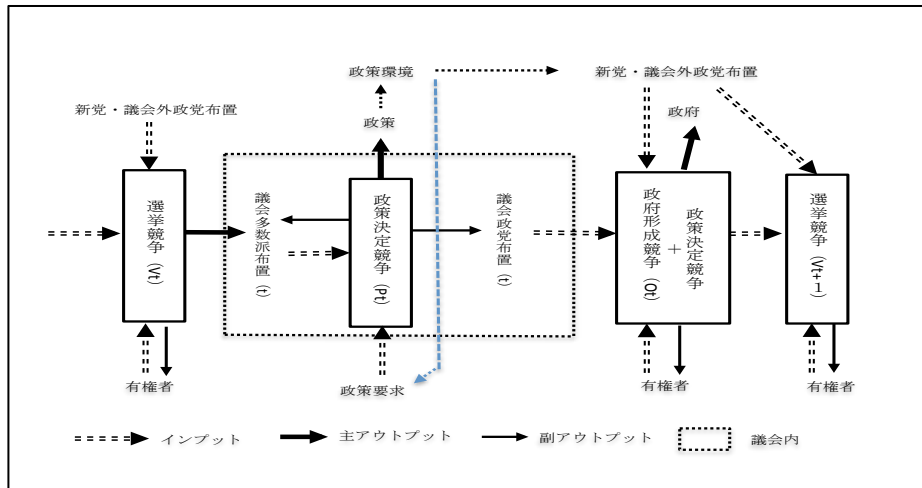 政策環境
新党・議会外政党布置
政策
政府
新党・議会外政党布置
選挙競争（Vt）
議会多数派布置（t）
政策決定競争（Pt）
議会政党布置（t）
政府形成競争（Ot）
＋
政策決定競争
選挙競争（Vt+１）
有権者
政策要求
有権者
有権者
インプット
主アウトプット
副アウトプット
議会内